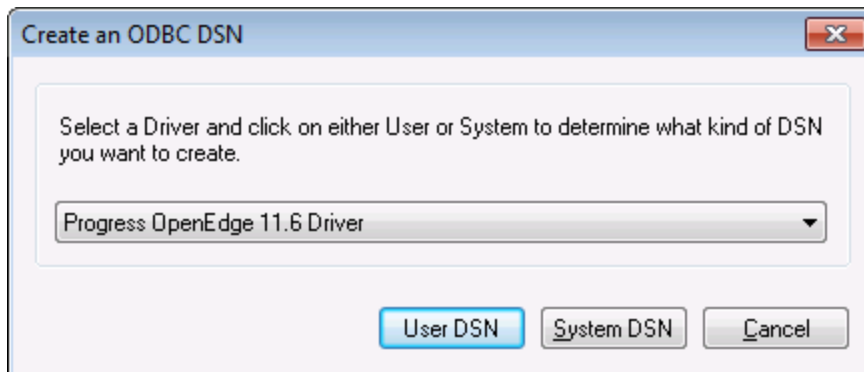 Create an ODBC DSN
Select a Driver and click on either User or System to determine what kind of DSN
you want to create.
Progress OpenEdge 11.6 Driver
User DSN System DSN Cancel